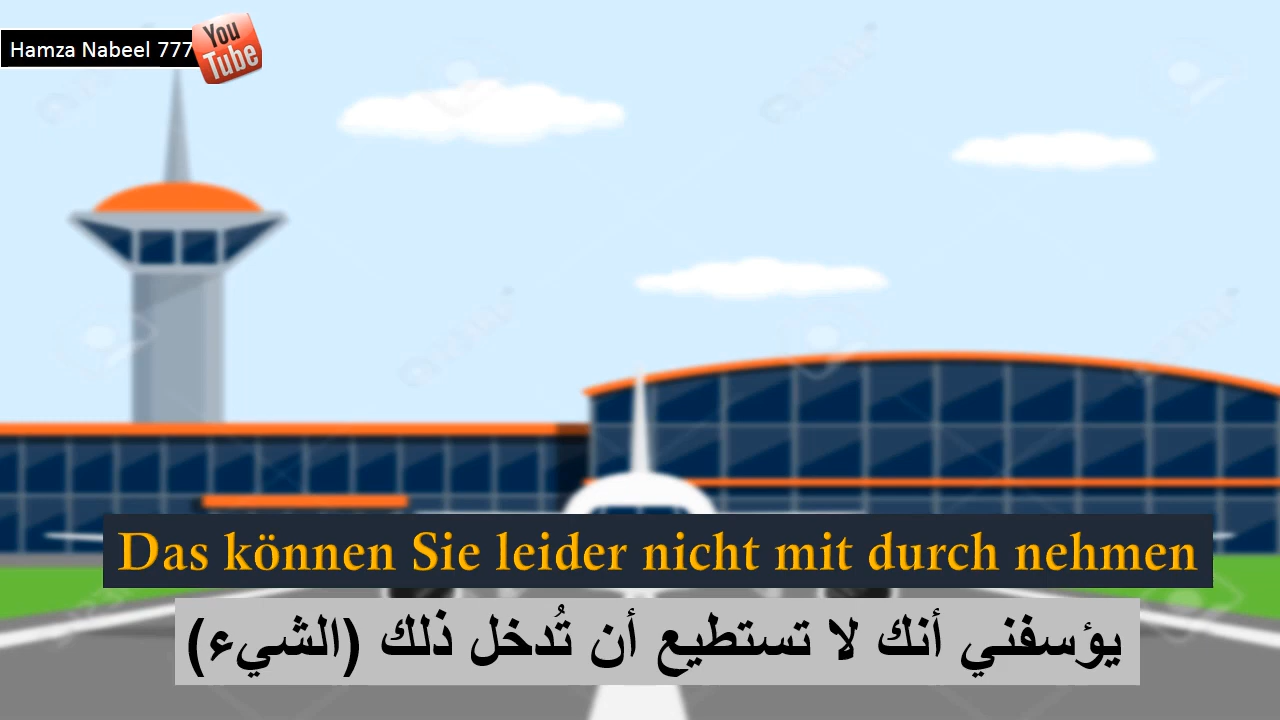 Hamza Nabeel 777
You
Tube
Das können Sie leider nicht mit durch nehmen
يؤسفني أنك لا تستطيع أن تُدخل ذلك (الشيء)